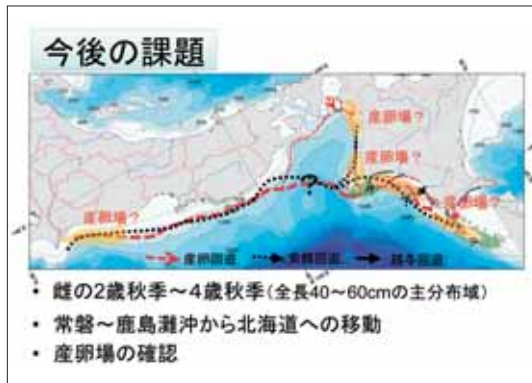 今後の課題
産卵場?
産卵場?
産卵場?
産卵場?
?
産卵回遊
索餌回遊
越冬回遊
• 雌の2歳秋季～4歳秋季(全長40～60cmの主分布域)
• 常磐～鹿島灘沖から北海道への移動
• 産卵場の確認